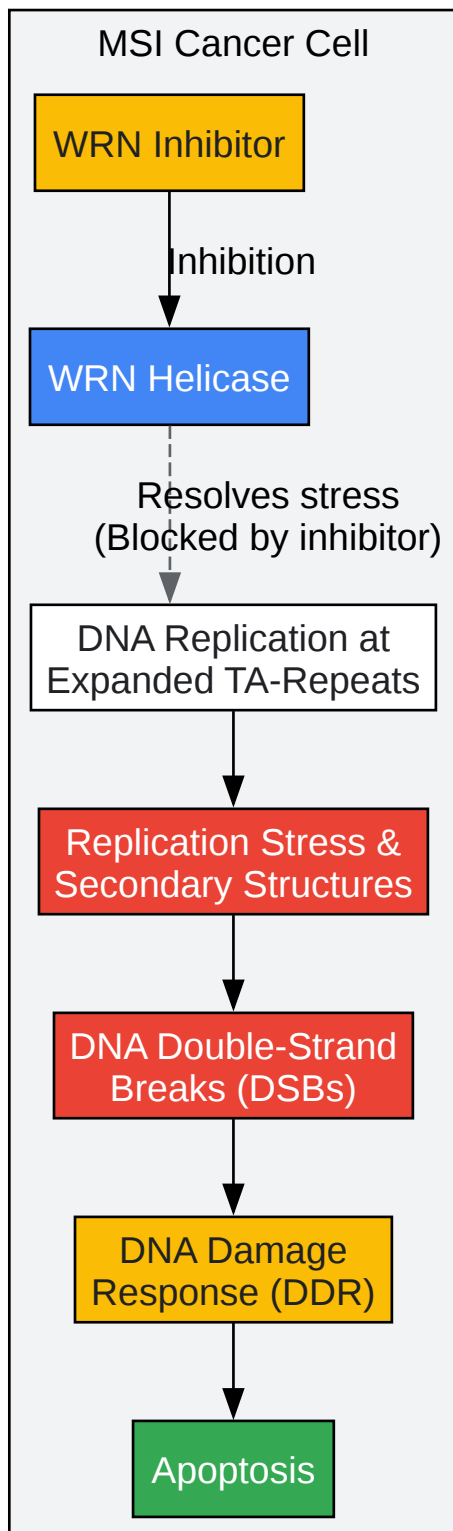 MSI Cancer Cell
WRN Inhibitor
Inhibition
WRN Helicase
Resolves stress
(Blocked by inhibitor)
DNA Replication at
Expanded TA-Repeats
Replication Stress &
Secondary Structures
DNA Double-Strand
Breaks (DSBs)
DNA Damage
Response (DDR)
Apoptosis